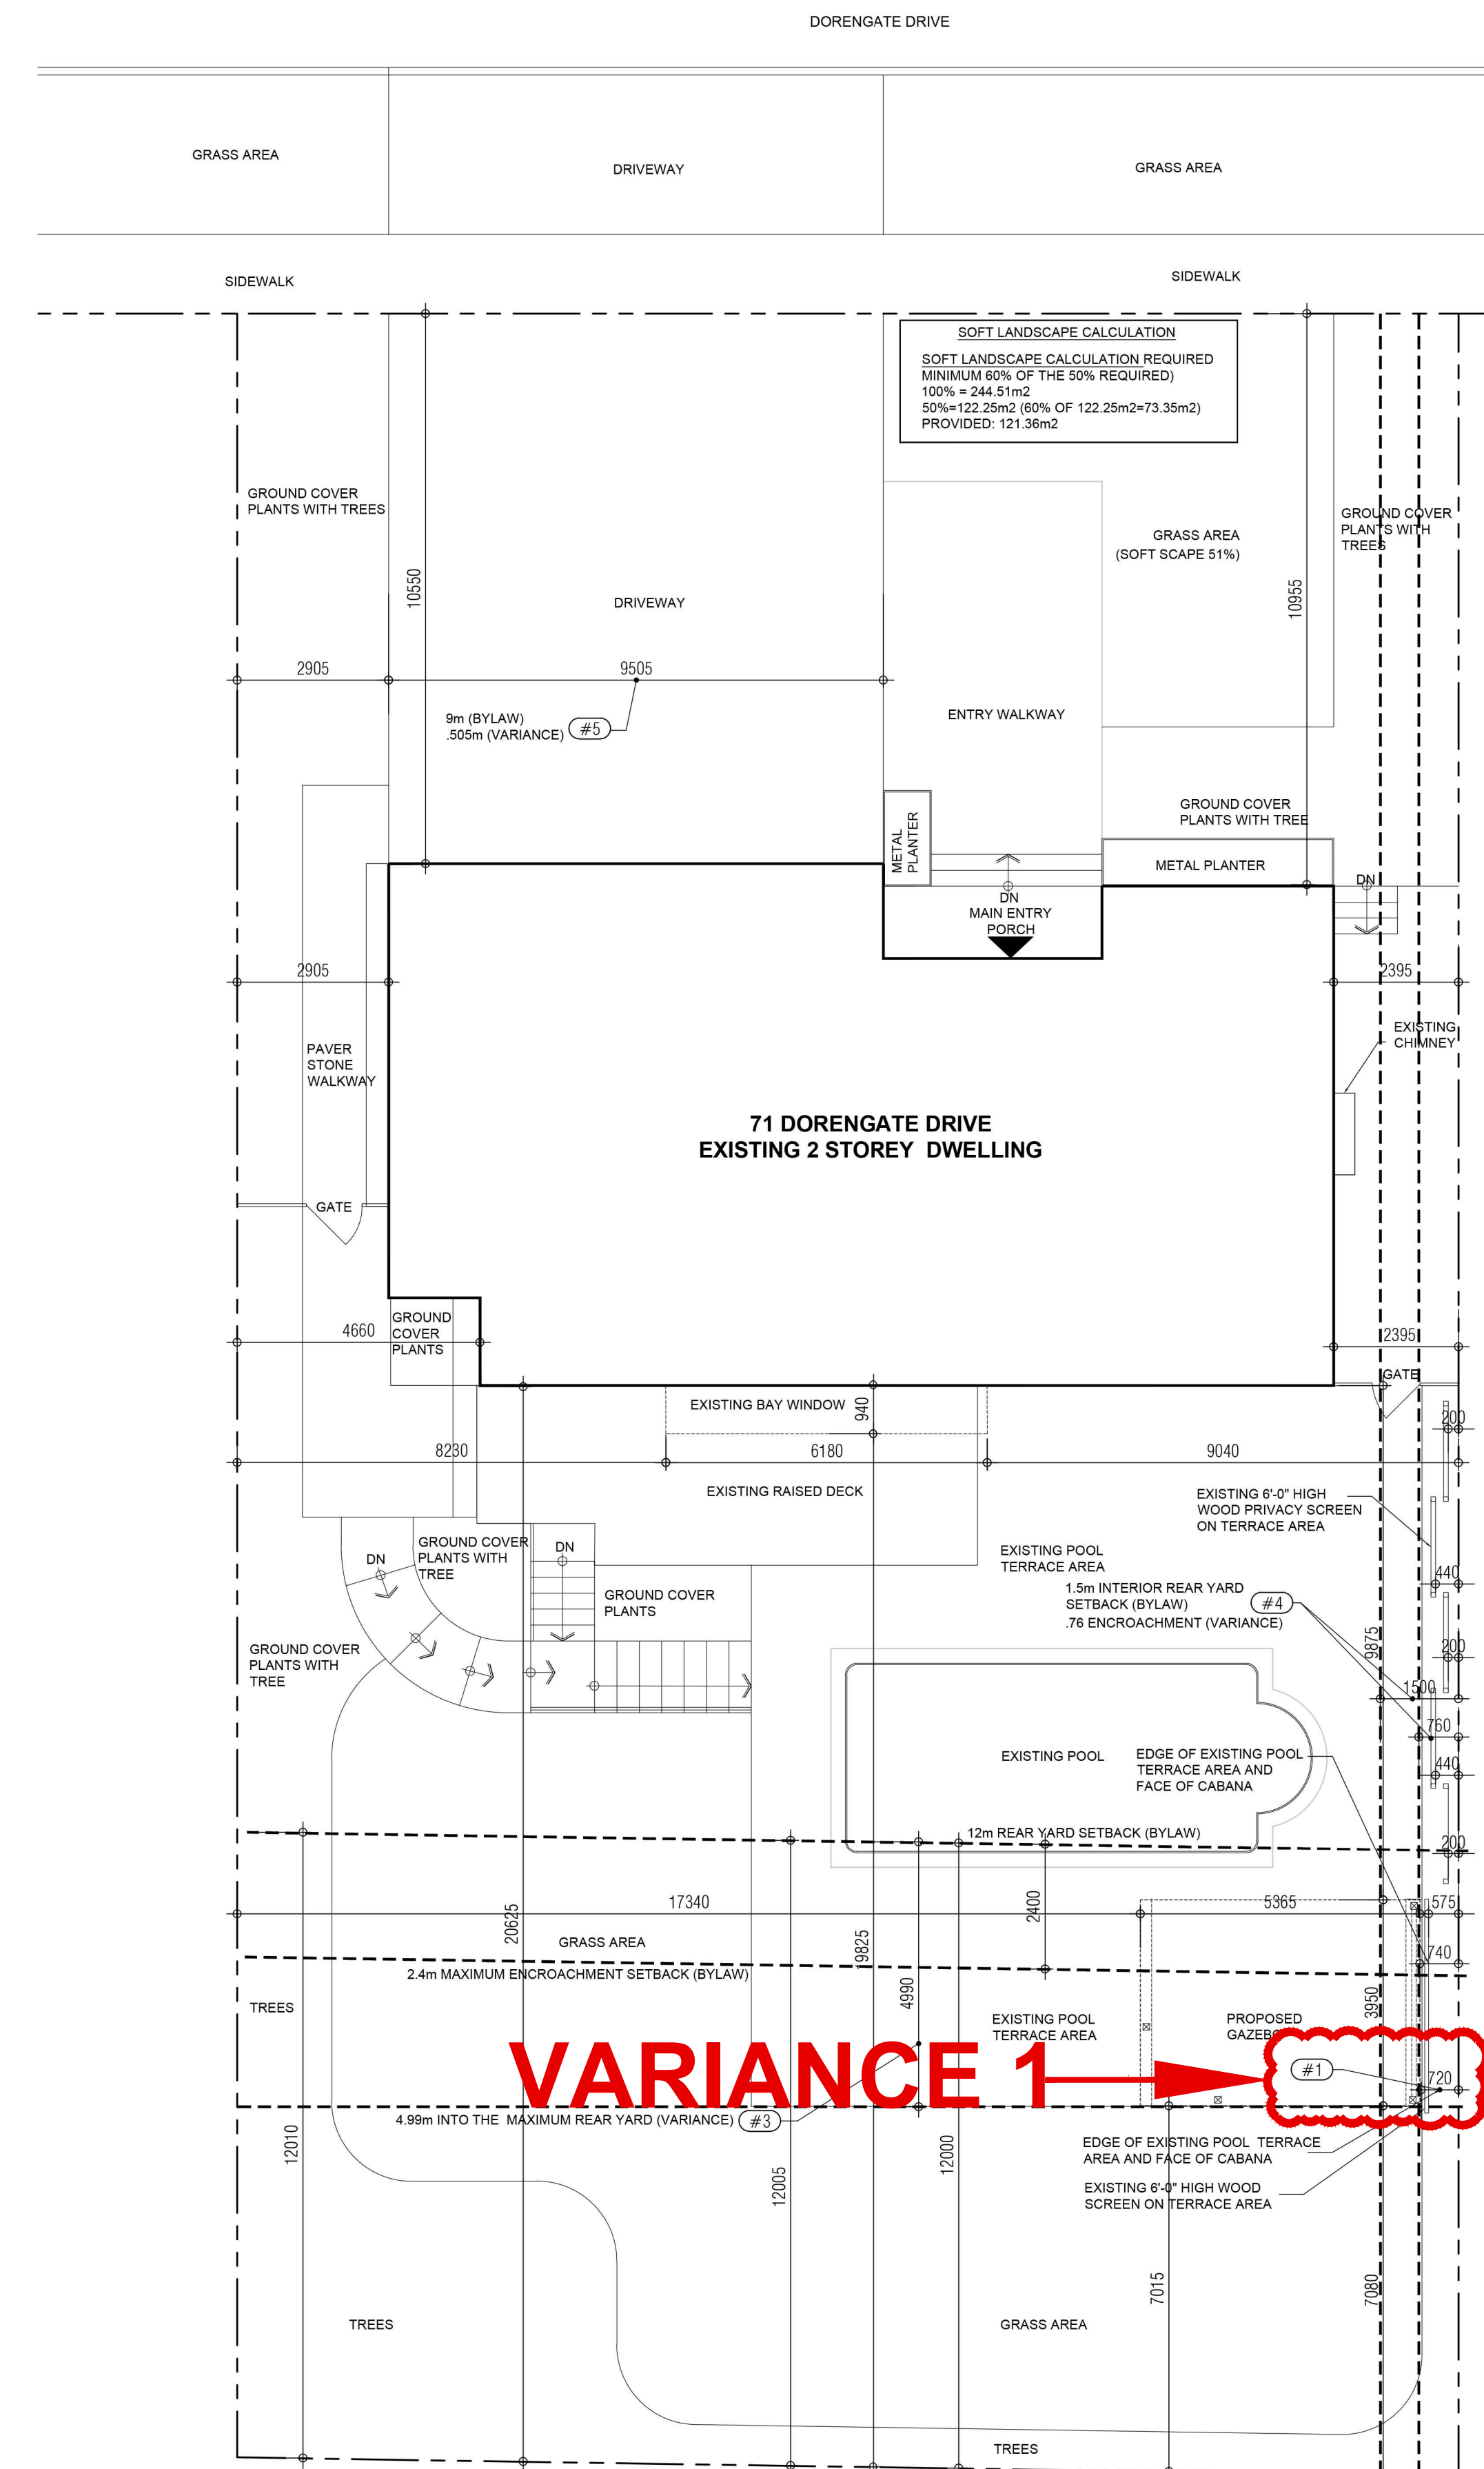 DORENGATE DRIVE
GRASS AREA
DRIVEWAY
GRASS AREA
SIDEWALK
SIDEWALK
SOFT LANDSCAPE CALCULATION
SOFT LANDSCAPE CALCULATION REQUIRED
MINIMUM 60% OF THE 50% REQUIRED)
100% = 244.51m2
50%=122.25m2 (60% OF 122.25m2=73.35m2)
PROVIDED: 121.36m2
GROUND COVER
PLANTS WITH TREES
GROUND COVER
PLANTS WITH
TREES
GRASS AREA
(SOFT SCAPE 51%)
10550
10955
DRIVEWAY
2905
9505
9m (BYLAW)
.505m (VARIANCE)
#5
ENTRY WALKWAY
GROUND COVER
PLANTS WITH TREE
METAL
PLANTER
METAL PLANTER
DN
DN
MAIN ENTRY
PORCH
2905
2395
EXISTING
CHIMNEY
PAVER
STONE
WALKWAY
71 DORENGATE DRIVE
EXISTING 2 STOREY DWELLING
GATE
GROUND
COVER
PLANTS
4660
2395
GATE
EXISTING BAY WINDOW
940
200
8230
6180
9040
EXISTING RAISED DECK
EXISTING 6'-0" HIGH
WOOD PRIVACY SCREEN
ON TERRACE AREA
GROUND COVER
PLANTS WITH
TREE
DN
DN
EXISTING POOL
TERRACE AREA
440
1.5m INTERIOR REAR YARD
SETBACK (BYLAW)
.76 ENCROACHMENT (VARIANCE)
#4
GROUND COVER
PLANTS
GROUND COVER
PLANTS WITH
TREE
9875
200
1500
760
440
EXISTING POOL
EDGE OF EXISTING POOL
TERRACE AREA AND
FACE OF CABANA
12m REAR YARD SETBACK (BYLAW)
200
17340
5365
575
2400
20625
19825
GRASS AREA
740
2.4m MAXIMUM ENCROACHMENT SETBACK (BYLAW)
4990
3950
TREES
EXISTING POOL
TERRACE AREA
PROPOSED
GAZEBO
VARIANCE 1
#1
720
4.99m INTO THE MAXIMUM REAR YARD (VARIANCE)
#3
12010
12005
12000
EDGE OF EXISTING POOL TERRACE
AREA AND FACE OF CABANA
EXISTING 6'-0" HIGH WOOD
SCREEN ON TERRACE AREA
7015
7080
TREES
GRASS AREA
TREES